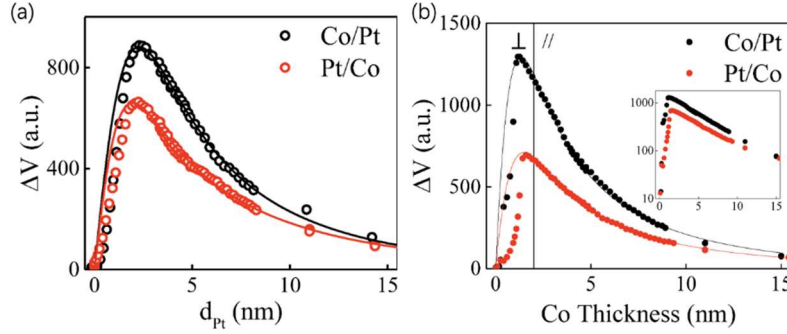 (a)
Co/Pt
Pt/Co
ΔV (a.u.)
800
400
0
0
5
10
15
d_Pt (nm)
(b)
⊥ //
Co/Pt
Pt/Co
ΔV (a.u.)
1500
1000
500
0
0
5
10
15
Co Thickness (nm)
1000
100
10
0
5
10
15